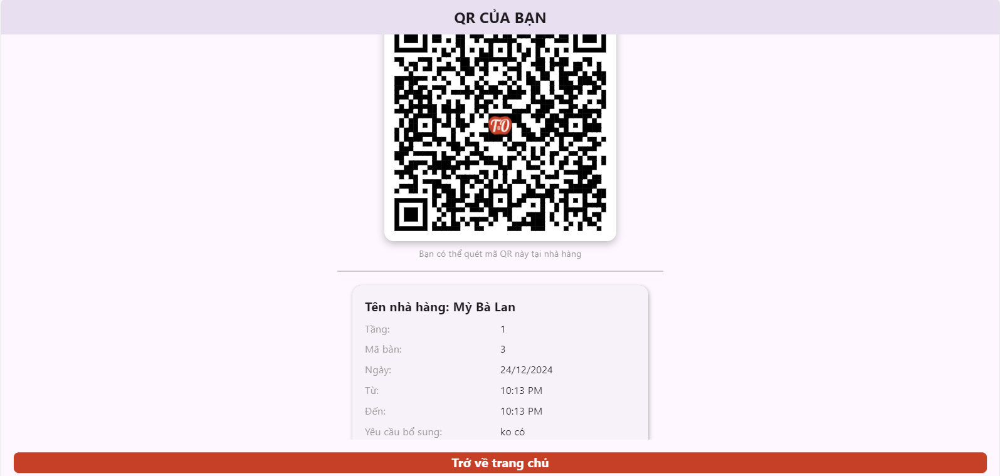 QR CỦA BẠN
T&O
Bạn có thể quét mã QR này tại nhà hàng
Tên nhà hàng: Mỳ Bà Lan
Tầng: 1
Mã bàn: 3
Ngày: 24/12/2024
Từ: 10:13 PM
Đến: 10:13 PM
Yêu cầu bổ sung: ko có
Trở về trang chủ